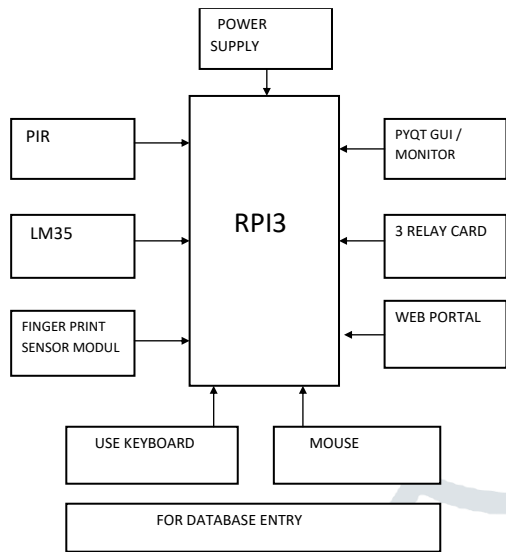 POWER
SUPPLY
PIR
PYQT GUI /
MONITOR
RPI3
LM35
3 RELAY CARD
FINGER PRINT
SENSOR MODUL
WEB PORTAL
USE KEYBOARD
MOUSE
FOR DATABASE ENTRY